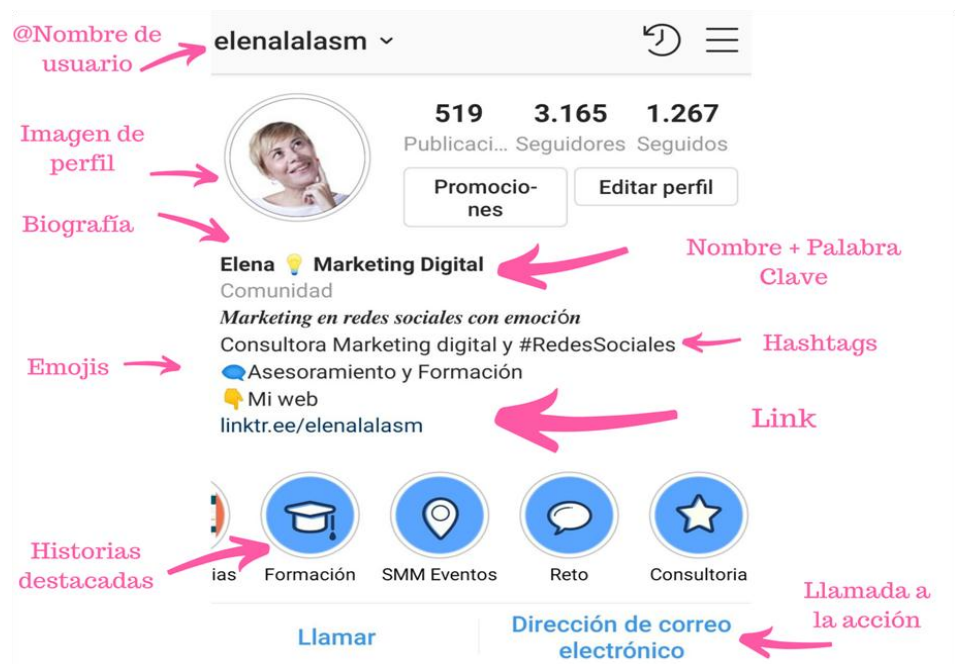 @Nombre de
usuario
elenalalasm
Imagen de
perfil
519 3.165 1.267
Publicaci... Seguidores Seguidos
Promocio-
nes
Editar perfil
Biografía
Elena 💡 Marketing Digital
Nombre + Palabra
Clave
Comunidad
Marketing en redes sociales con emoción
Consultora Marketing digital y #RedesSociales
Hashtags
Emojis
🗨Asesoramiento y Formación
👇Mi web
linktr.ee/elenalalasm
Link
Historias
destacadas
ias Formación SMM Eventos Reto Consultoria
Llamada a
la acción
Llamar
Dirección de correo
electrónico